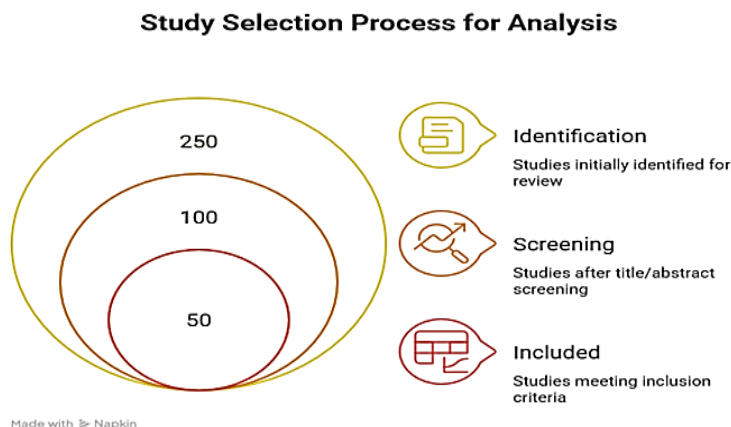 Study Selection Process for Analysis
250
100
50
Identification
Studies initially identified for
review
Screening
Studies after title/abstract
screening
Included
Studies meeting inclusion
criteria
Made with Napkin